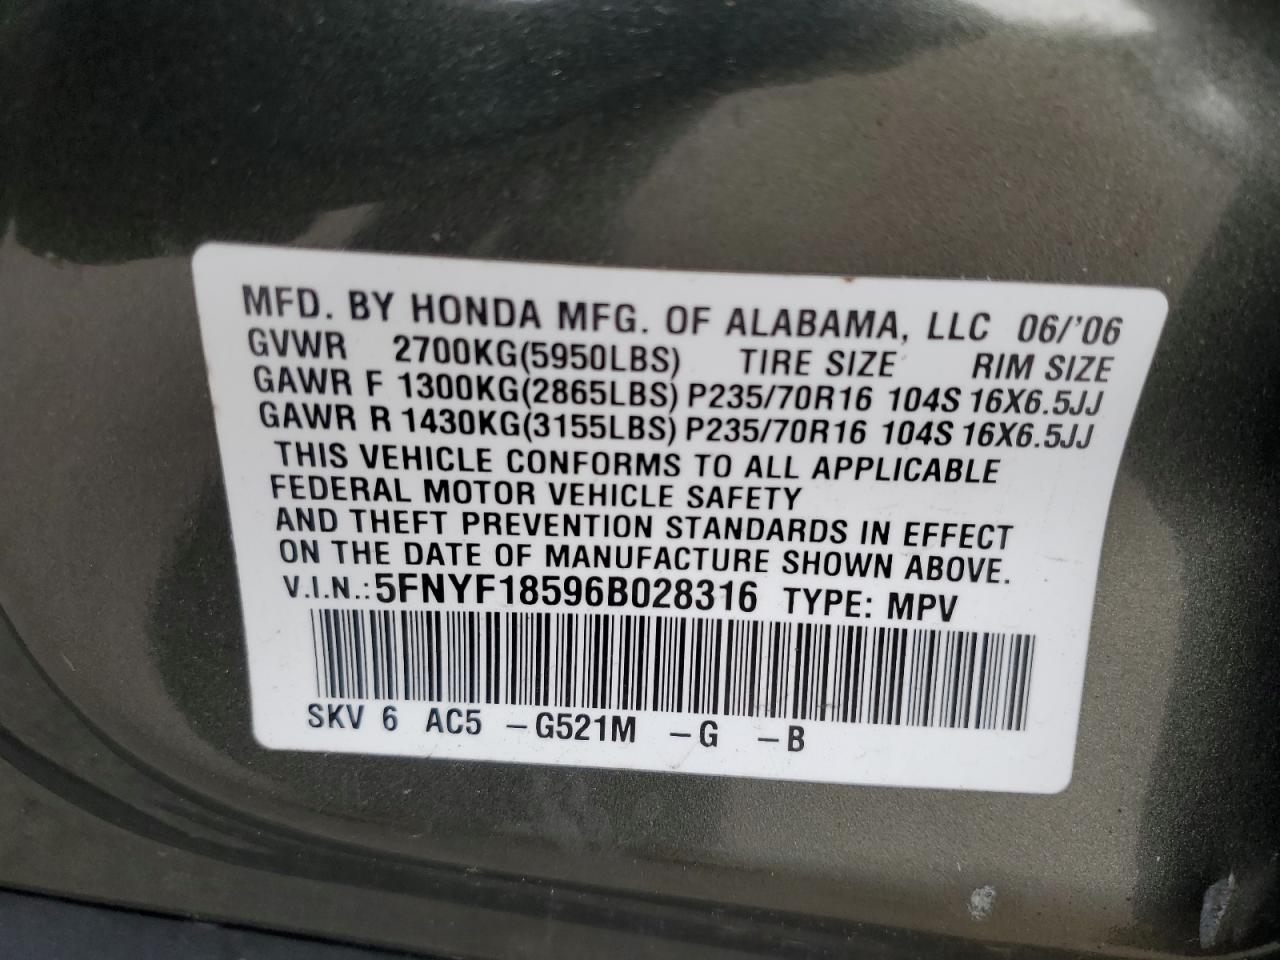 MFD. BY HONDA MFG. OF ALABAMA, LLC 06/'06
GVWR 2700KG(5950LBS) TIRE SIZE RIM SIZE
GAWR F 1300KG(2865LBS) P235/70R16 104S 16X6.5JJ
GAWR R 1430KG(3155LBS) P235/70R16 104S 16X6.5JJ
THIS VEHICLE CONFORMS TO ALL APPLICABLE
FEDERAL MOTOR VEHICLE SAFETY
AND THEFT PREVENTION STANDARDS IN EFFECT
ON THE DATE OF MANUFACTURE SHOWN ABOVE.
V.I.N.: 5FNYF18596B028316 TYPE: MPV
SKV 6 AC5 -G521M -G -B